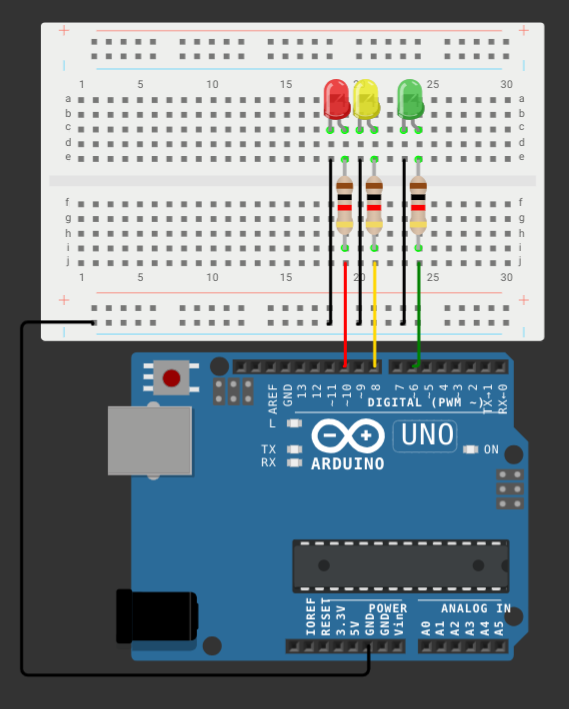 1 5 10 15 20 25 30
a a
b b
c c
d d
e e
f f
g g
h h
i i
j j
1 5 10 15 20 25 30
AREF GND 13 12 ~11 ~10 ~9 8 7 ~6 ~5 4 ~3 2 TX→1 RX←0
DIGITAL (PWM ~)
L
UNO
TX
RX
ON
ARDUINO
POWER ANALOG IN
IOREF RESET 3.3V 5V GND GND Vin A0 A1 A2 A3 A4 A5